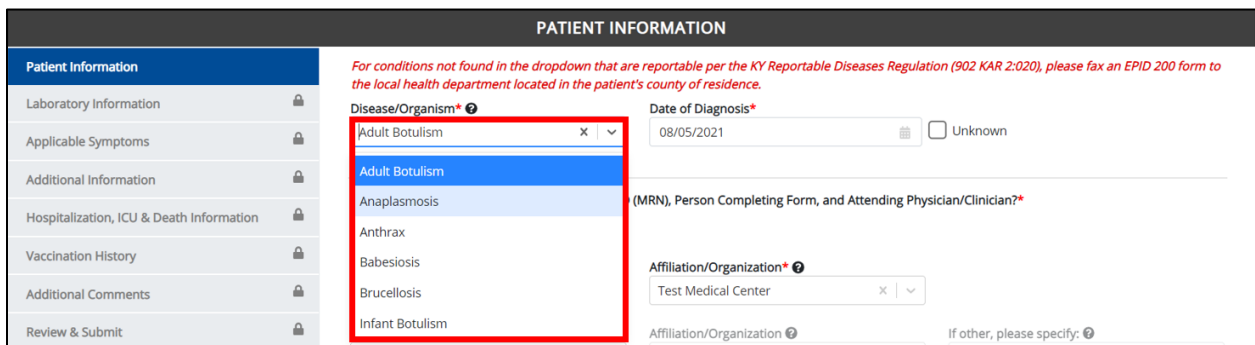 PATIENT INFORMATION
Patient Information
Laboratory Information
Applicable Symptoms
Additional Information
Hospitalization, ICU & Death Information
Vaccination History
Additional Comments
Review & Submit
For conditions not found in the dropdown that are reportable per the KY Reportable Diseases Regulation (902 KAR 2:020), please fax an EPID 200 form to
the local health department located in the patient's county of residence.
Disease/Organism*
Adult Botulism
Adult Botulism
Anaplasmosis
Anthrax
Babesiosis
Brucellosis
Infant Botulism
Date of Diagnosis*
08/05/2021
Unknown
(MRN), Person Completing Form, and Attending Physician/Clinician?*
Affiliation/Organization*
Test Medical Center
Affiliation/Organization
If other, please specify: